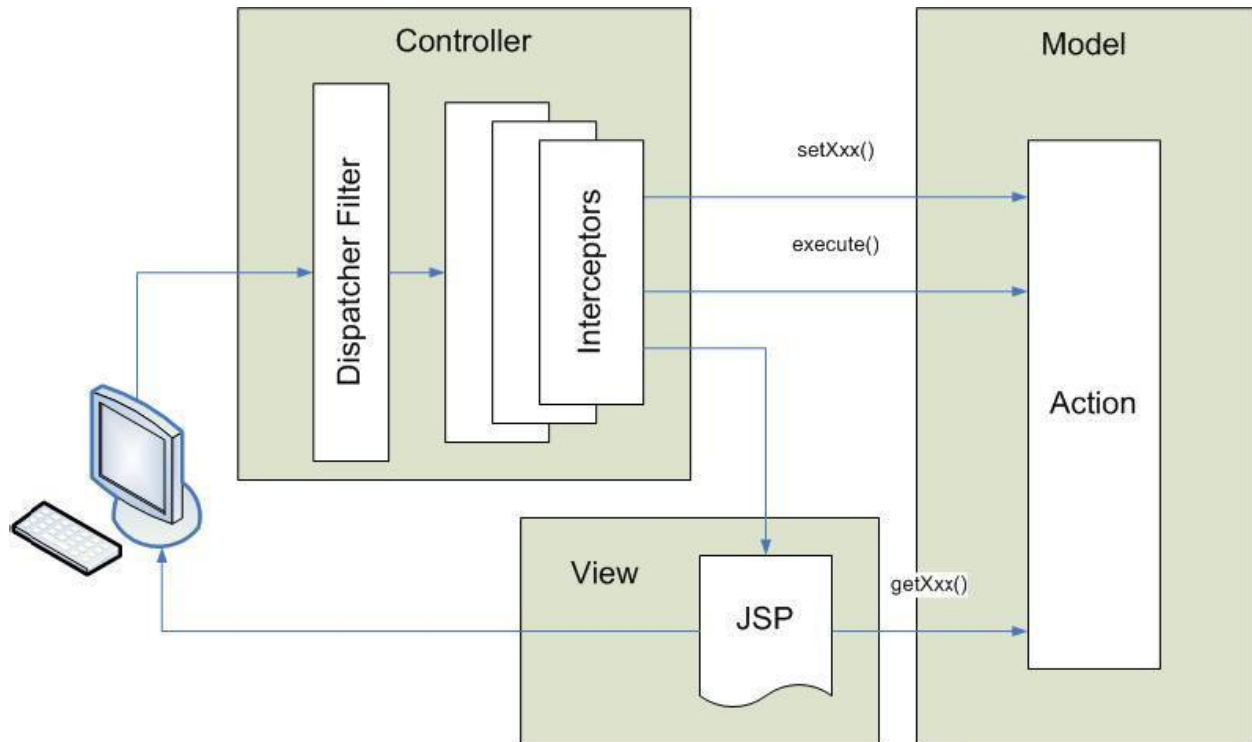 Controller
Model
Dispatcher Filter
Interceptors
setXxx()
execute()
Action
View
JSP
getXxx()